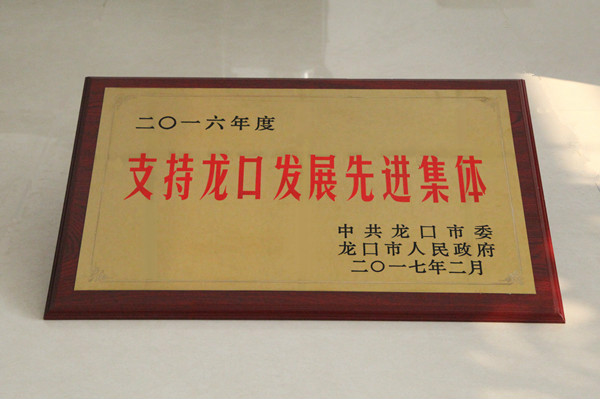 二〇一六年度
支持龙口发展先进集体
中共龙口市委
龙口市人民政府
二〇一七年二月